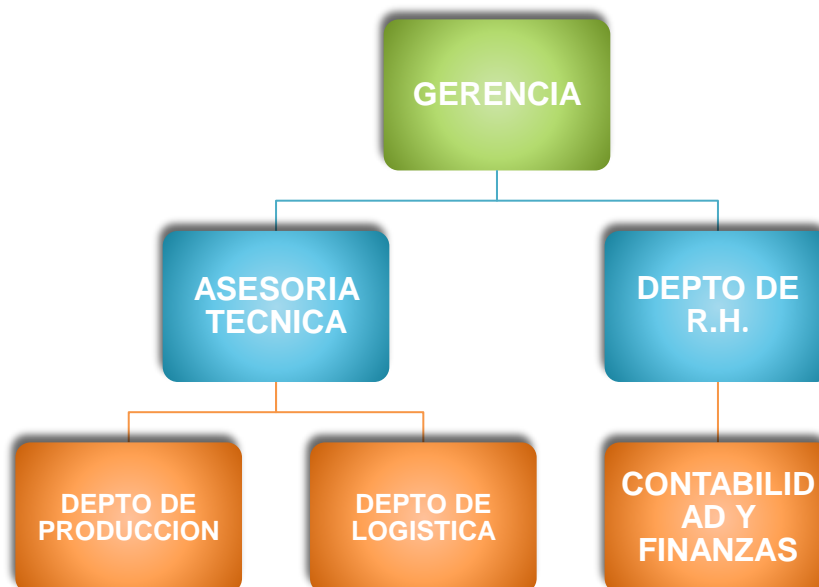 GERENCIA
ASESORIA
TECNICA
DEPTO DE
R.H.
DEPTO DE
PRODUCCION
DEPTO DE
LOGISTICA
CONTABILID
AD Y
FINANZAS